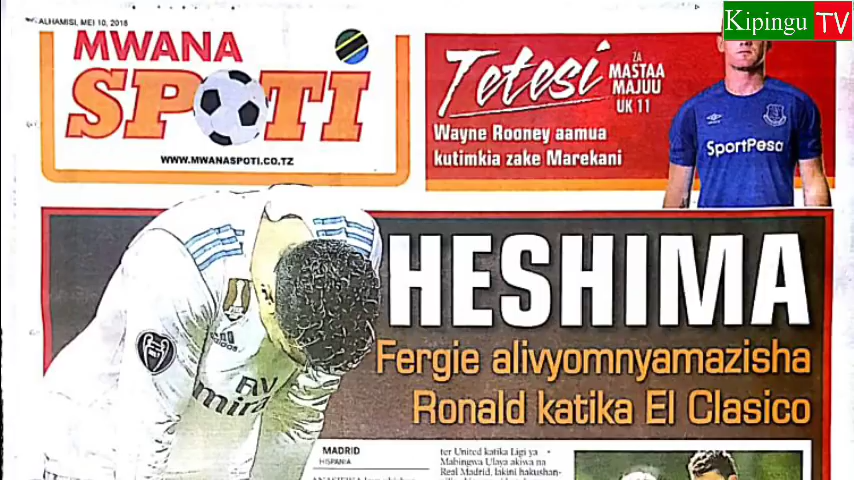 Kipingu TV
ALHAMISI, MEI 10, 2018
MWANA
SPOTI
WWW.MWANASPOTI.CO.TZ
Tetesi
ZA
MASTAA
MAJUU
UK 11
Wayne Rooney aamua
kutimkia zake Marekani
SportPesa
HESHIMA
Fergie alivyomnyamazisha
Ronald katika El Clasico
Fly
Emirates
MADRID
HISPANIA
ter United katika Ligi ya
Mabingwa Ulaya akiwa na
Real Madrid, lakini hakushan-